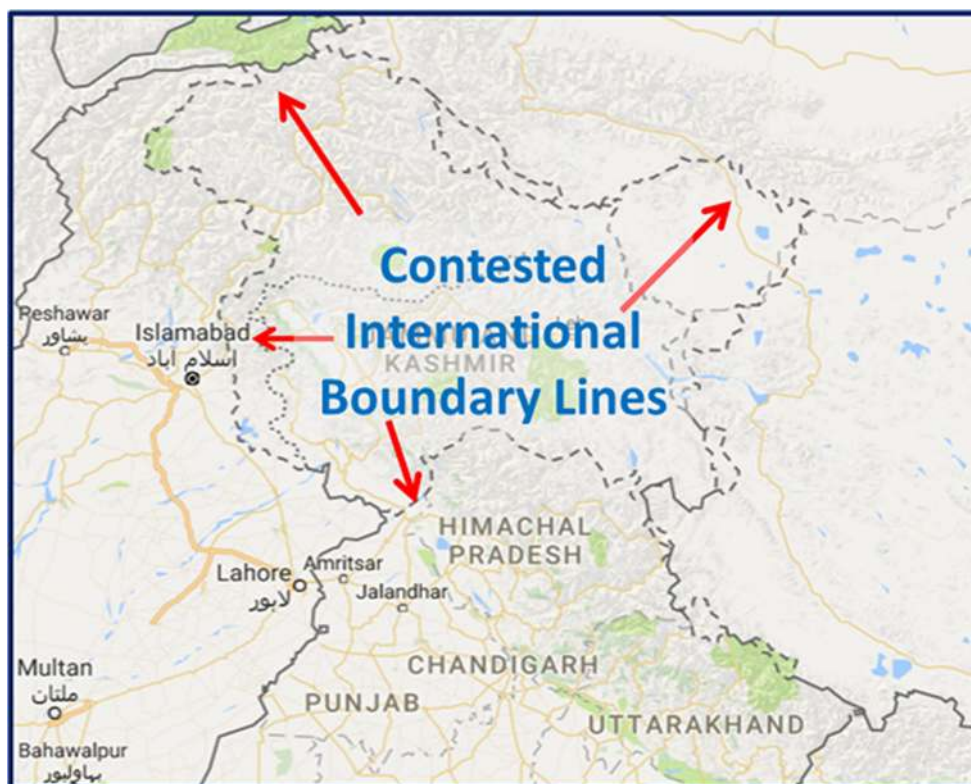 Contested
International
Boundary Lines
Peshawar
پشاور
Islamabad
اسلام آباد
KASHMIR
HIMACHAL
PRADESH
Lahore
لاہور
Amritsar
Jalandhar
Multan
ملتان
CHANDIGARH
PUNJAB
UTTARAKHAND
Bahawalpur
بہاولپور